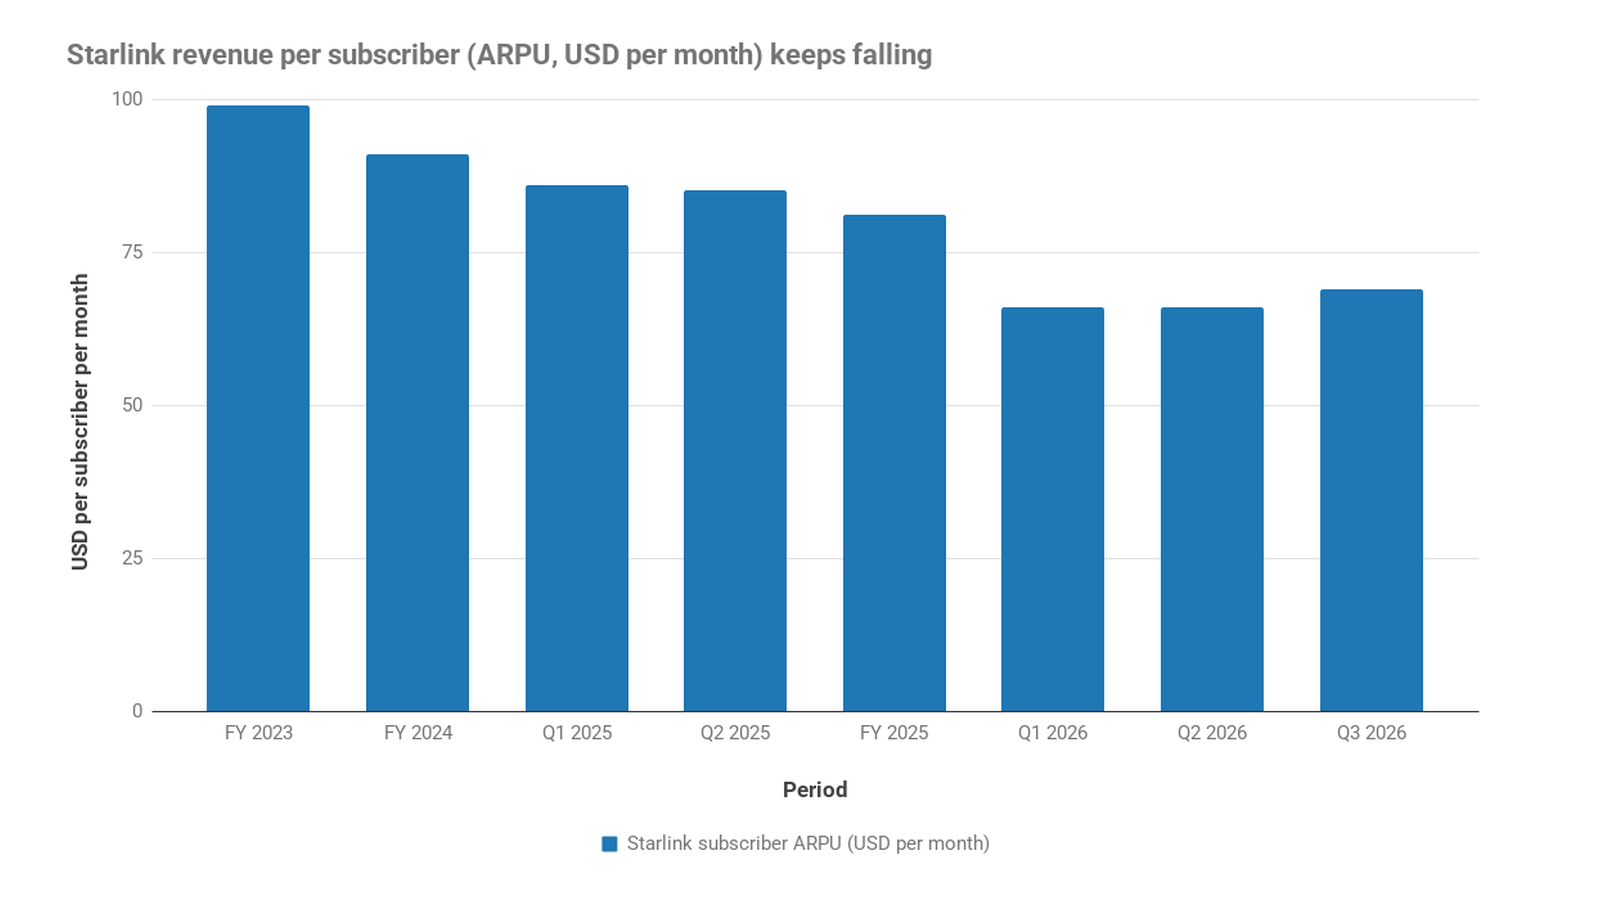 Starlink revenue per subscriber (ARPU, USD per month) keeps falling
USD per subscriber per month
100
75
50
25
0
FY 2023 FY 2024 Q1 2025 Q2 2025 FY 2025 Q1 2026 Q2 2026 Q3 2026
Period
Starlink subscriber ARPU (USD per month)